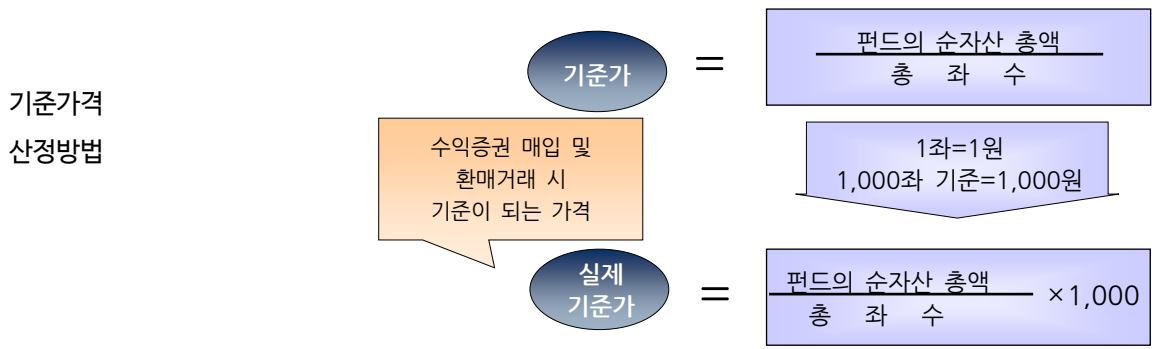 기준가격
산정방법
기준가
=
펀드의 순자산 총액
총 좌 수
수익증권 매입 및
환매거래 시
기준이 되는 가격
1좌=1원
1,000좌 기준=1,000원
실제
기준가
=
펀드의 순자산 총액
총 좌 수
×1,000